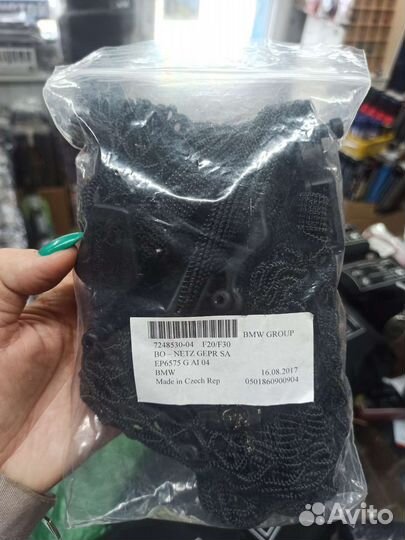 BMW GROUP
7248530-04 F20/F30
BO - NETZ GEPR SA
EP6575 G AI 04
BMW 16.08.2017
Made in Czech Rep 0501860900904
Avito